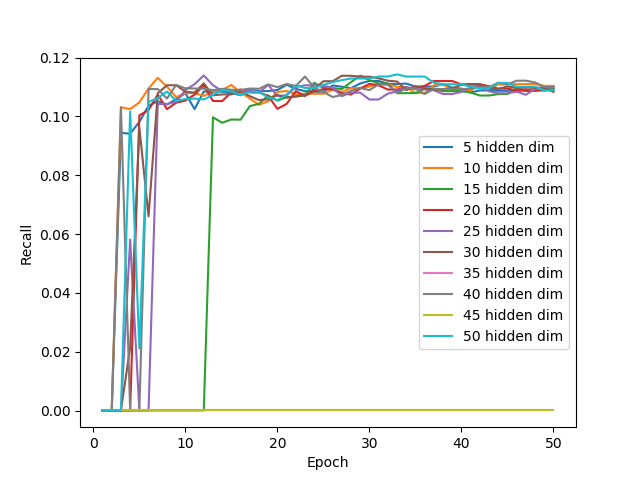 0.12
0.10
0.08
0.06
0.04
0.02
0.00
Recall
0 10 20 30 40 50
Epoch
5 hidden dim
10 hidden dim
15 hidden dim
20 hidden dim
25 hidden dim
30 hidden dim
35 hidden dim
40 hidden dim
45 hidden dim
50 hidden dim